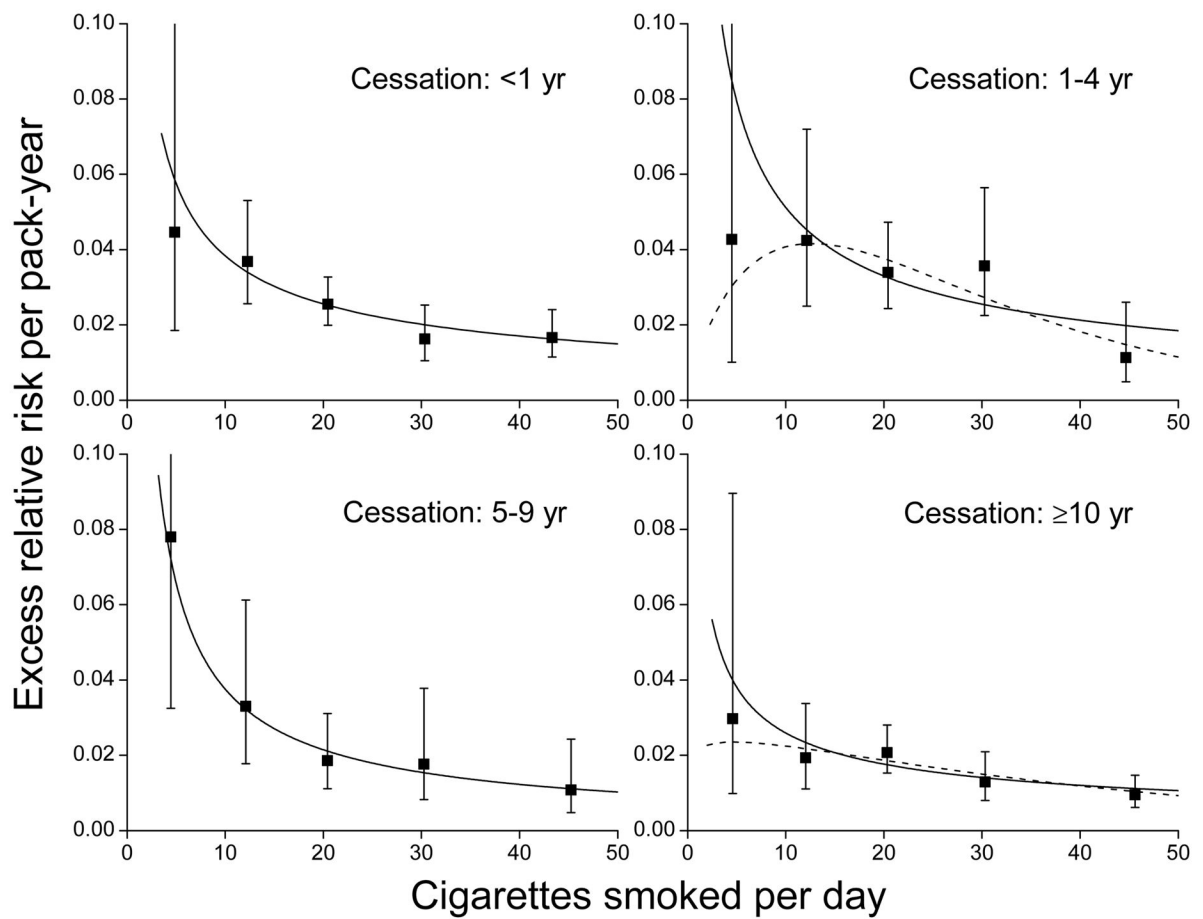 Excess relative risk per pack-year
Cessation: <1 yr
0.10
0.08
0.06
0.04
0.02
0.00
0 10 20 30 40 50
Cessation: 1-4 yr
0.10
0.08
0.06
0.04
0.02
0.00
0 10 20 30 40 50
Cessation: 5-9 yr
0.10
0.08
0.06
0.04
0.02
0.00
0 10 20 30 40 50
Cessation: ≥10 yr
0.10
0.08
0.06
0.04
0.02
0.00
0 10 20 30 40 50
Cigarettes smoked per day